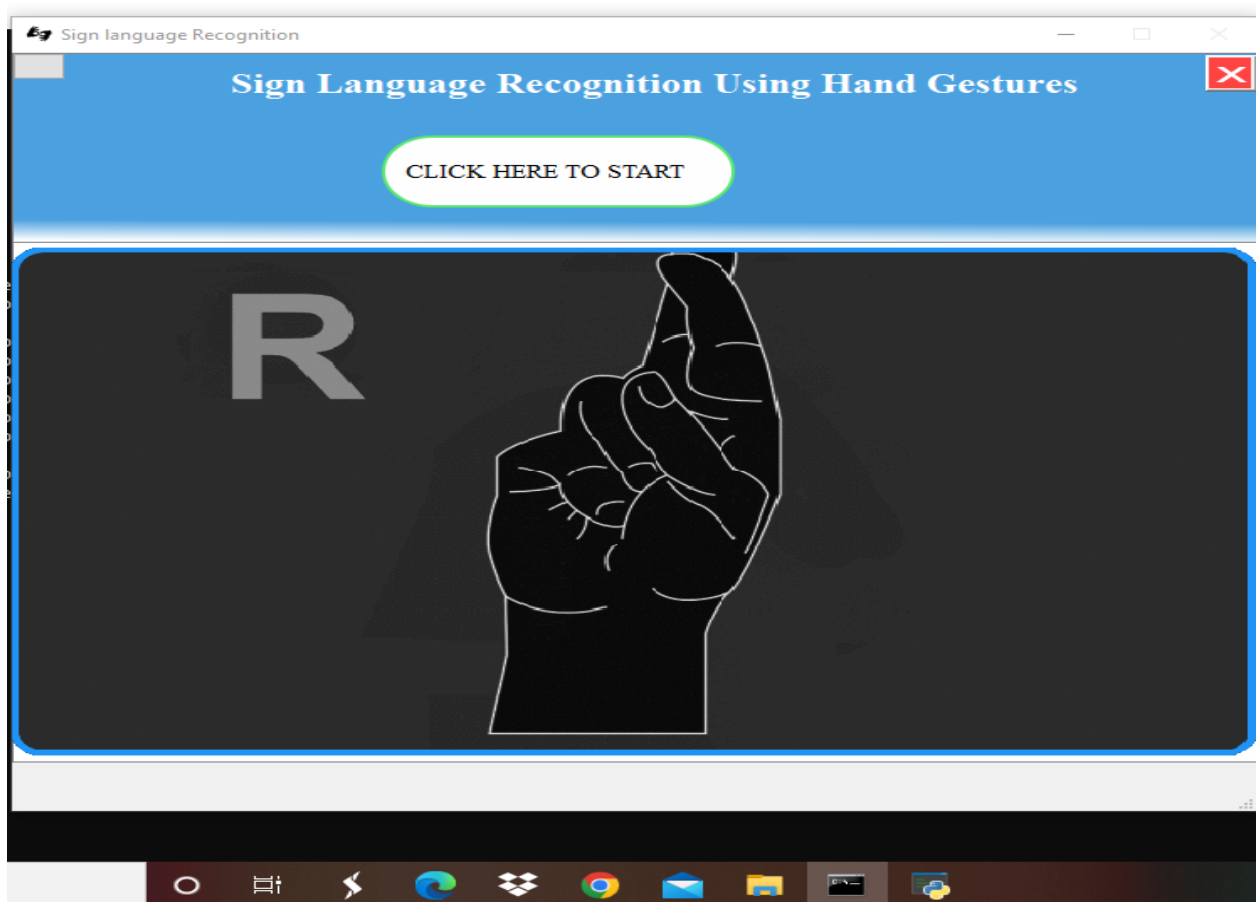 Sign language Recognition
Sign Language Recognition Using Hand Gestures
CLICK HERE TO START
R